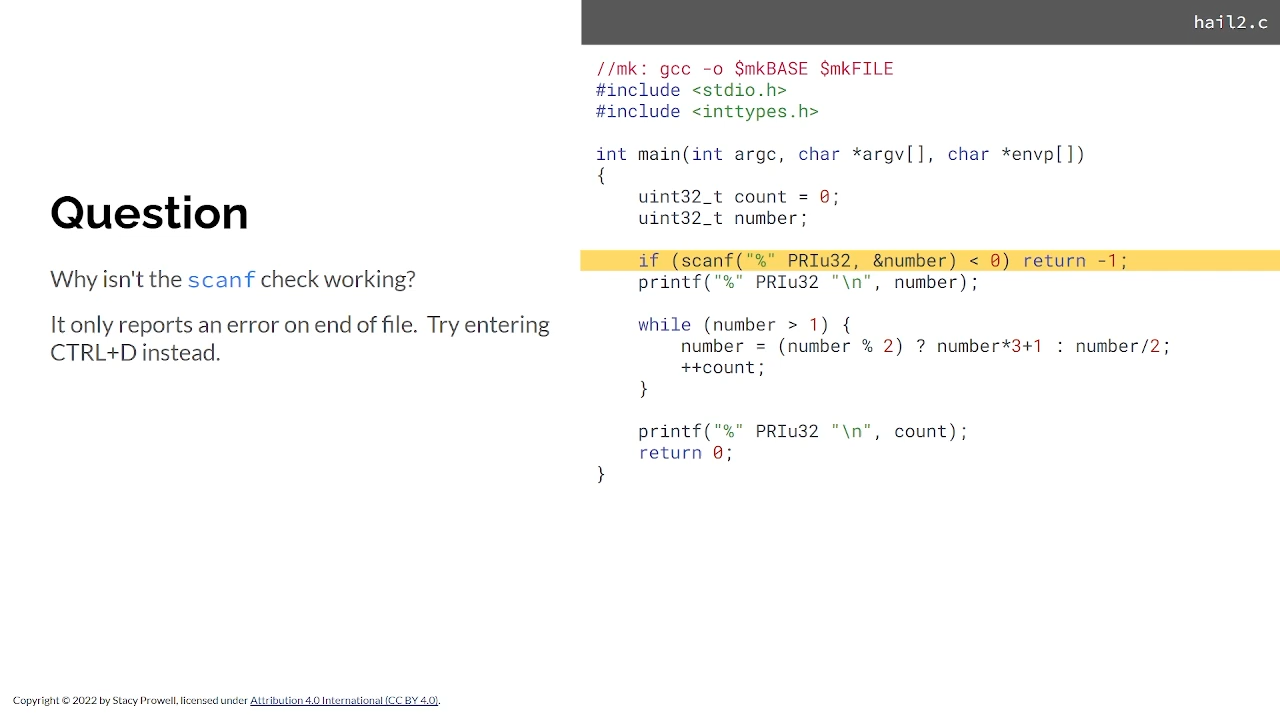 hail2.c
Question
Why isn't the scanf check working?
It only reports an error on end of file.  Try entering
CTRL+D instead.
//mk: gcc -o $mkBASE $mkFILE
#include <stdio.h>
#include <inttypes.h>
int main(int argc, char *argv[], char *envp[])
{
    uint32_t count = 0;
    uint32_t number;
    if (scanf("%" PRIu32, &number) < 0) return -1;
    printf("%" PRIu32 "\n", number);
    while (number > 1) {
        number = (number % 2) ? number*3+1 : number/2;
        ++count;
    }
    printf("%" PRIu32 "\n", count);
    return 0;
}
Copyright © 2022 by Stacy Prowell, licensed under Attribution 4.0 International (CC BY 4.0).